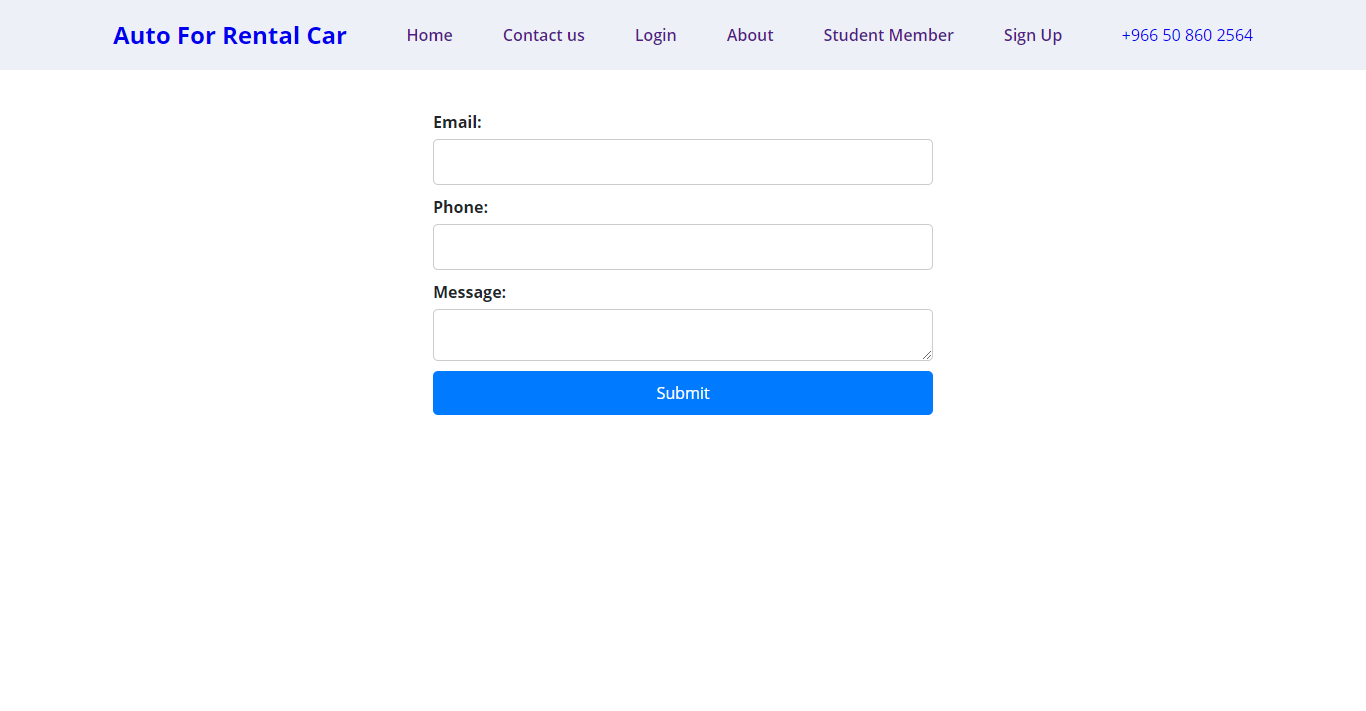 Auto For Rental Car Home Contact us Login About Student Member Sign Up +966 50 860 2564
Email:
Phone:
Message:
Submit